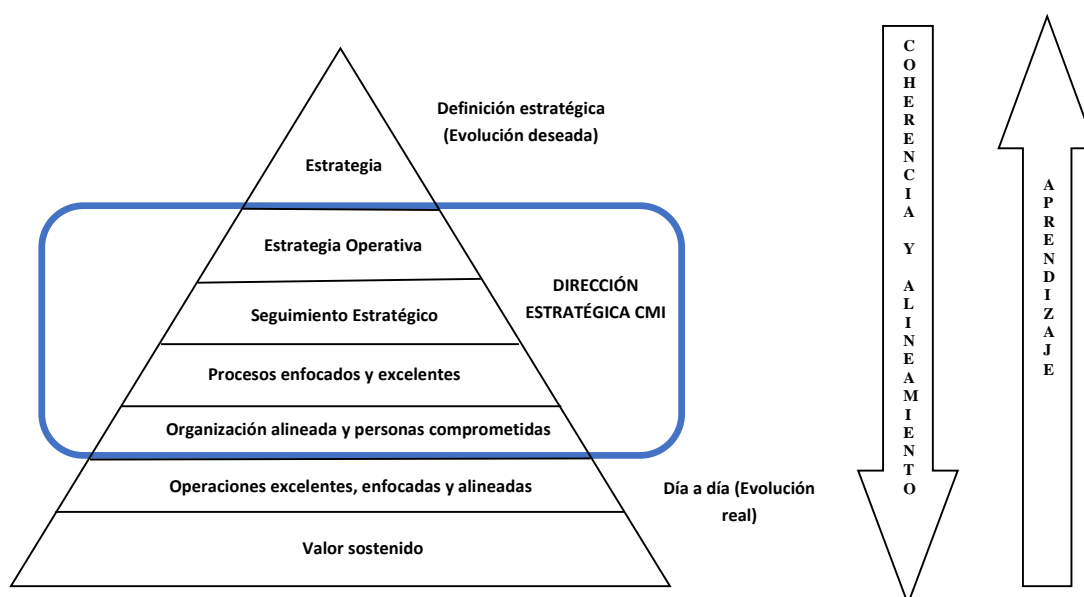 Definición estratégica
(Evolución deseada)
Estrategia
Estrategia Operativa
DIRECCIÓN
ESTRATÉGICA CMI
Seguimiento Estratégico
Procesos enfocados y excelentes
Organización alineada y personas comprometidas
Operaciones excelentes, enfocadas y alineadas
Día a día (Evolución
real)
Valor sostenido
COHERENCIA Y ALINEAMIENTO
APRENDIZAJE